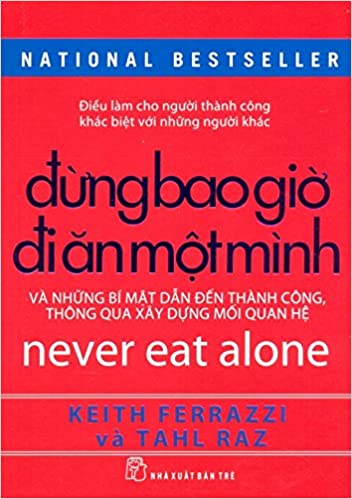 NATIONAL BESTSELLER
Điều làm cho người thành công
khác biệt với những người khác
đừng bao giờ
đi ăn một mình
VÀ NHỮNG BÍ MẬT DẪN ĐẾN THÀNH CÔNG,
THÔNG QUA XÂY DỰNG MỐI QUAN HỆ
never eat alone
KEITH FERRAZZI
và TAHL RAZ
NHÀ XUẤT BẢN TRẺ